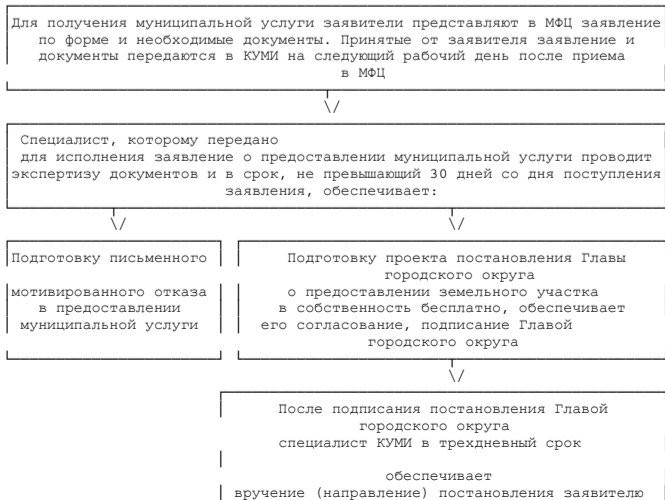 Для получения муниципальной услуги заявители представляют в МФЦ заявление
по форме и необходимые документы. Принятые от заявителя заявление и
документы передаются в КУМИ на следующий рабочий день после приема
в МФЦ
\/
Специалист, которому передано
для исполнения заявление о предоставлении муниципальной услуги проводит
экспертизу документов и в срок, не превышающий 30 дней со дня поступления
заявления, обеспечивает:
\/
\/
Подготовку письменного
мотивированного отказа
в предоставлении
муниципальной услуги
Подготовку проекта постановления Главы
городского округа
о предоставлении земельного участка
в собственность бесплатно, обеспечивает
его согласование, подписание Главой
городского округа
\/
После подписания постановления Главой
городского округа
специалист КУМИ в трехдневный срок
обеспечивает
вручение (направление) постановления заявителю